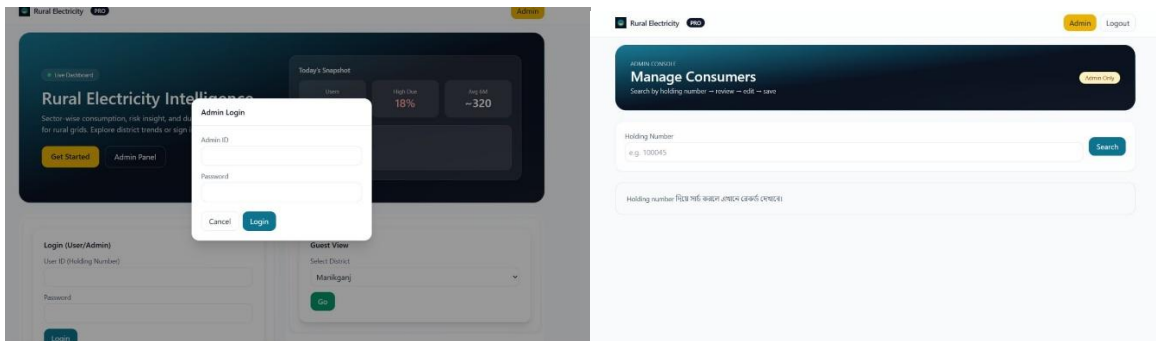 Rural Electricity PRO
Admin
Live Dashboard
Rural Electricity Intelligence
Sector-wise consumption, risk insight, and du
for rural grids. Explore district trends or sign i
Get Started
Admin Panel
Today's Snapshot
Users
High Due
18%
Avg kM
~320
Admin Login
Admin ID
Password
Cancel
Login
Login (User/Admin)
User ID (Holding Number)
Password
Login
Guest View
Select District
Manikganj
Go
Rural Electricity PRO
Admin
Logout
ADMIN CONSOLE
Manage Consumers
Search by holding number → review → edit → save
Admin Only
Holding Number
e.g. 100045
Search
Holding number দিয়ে সার্চ করলে এখানে রেকর্ড দেখাবে।